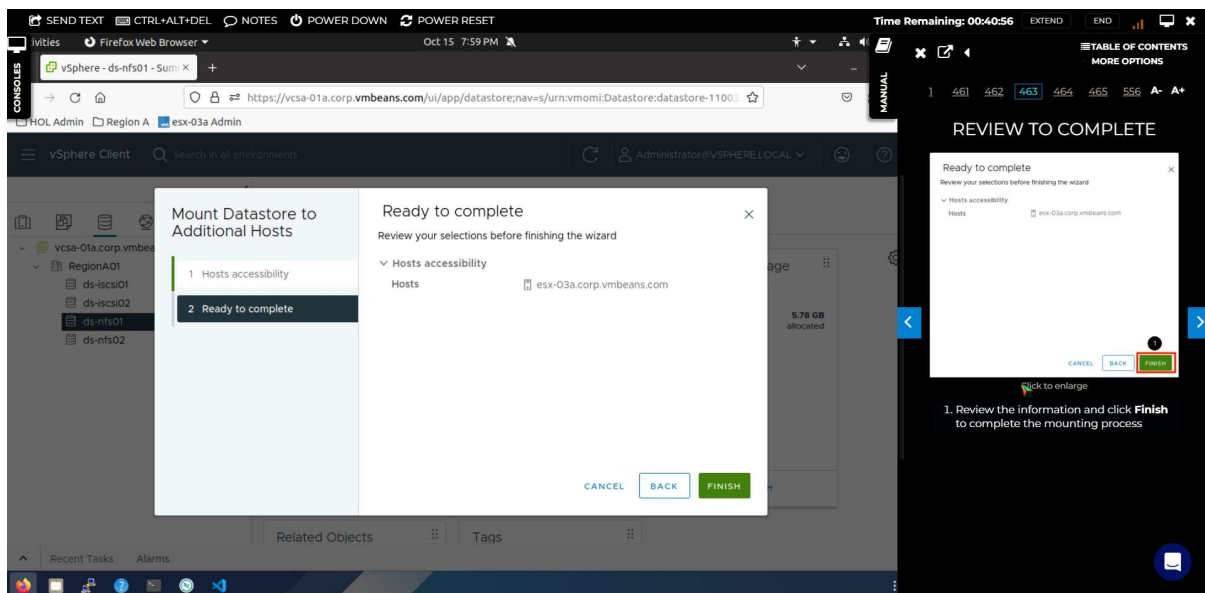 SEND TEXT CTRL+ALT+DEL NOTES POWER DOWN POWER RESET
Time Remaining: 00:40:56 EXTEND END
Firefox Web Browser Oct 15 7:59 PM
CONSOLES
vSphere - ds-nfs01 - Sum
https://vcsa-01a.corp.vmbeans.com/ui/app/datastore;nav=s/urn:vmomi:Datastore:datastore-11003
HOL Admin Region A esx-03a Admin
vSphere Client Search in all environments Administrator@VSPHERE.LOCAL
vcsa-01a.corp.vmbea
RegionA01
ds-iscsi01
ds-iscsi02
ds-nfs01
ds-nfs02
Mount Datastore to
Additional Hosts
1 Hosts accessibility
2 Ready to complete
Ready to complete
Review your selections before finishing the wizard
Hosts accessibility
Hosts esx-03a.corp.vmbeans.com
CANCEL BACK FINISH
age
5.78 GB
allocated
Related Objects Tags
Recent Tasks Alarms
MANUAL
TABLE OF CONTENTS
MORE OPTIONS
1 461 462 463 464 465 556 A- A+
REVIEW TO COMPLETE
Ready to complete
Review your selections before finishing the wizard
Hosts accessibility
Hosts esx-03a.corp.vmbeans.com
1
CANCEL BACK FINISH
Click to enlarge
1. Review the information and click Finish
to complete the mounting process